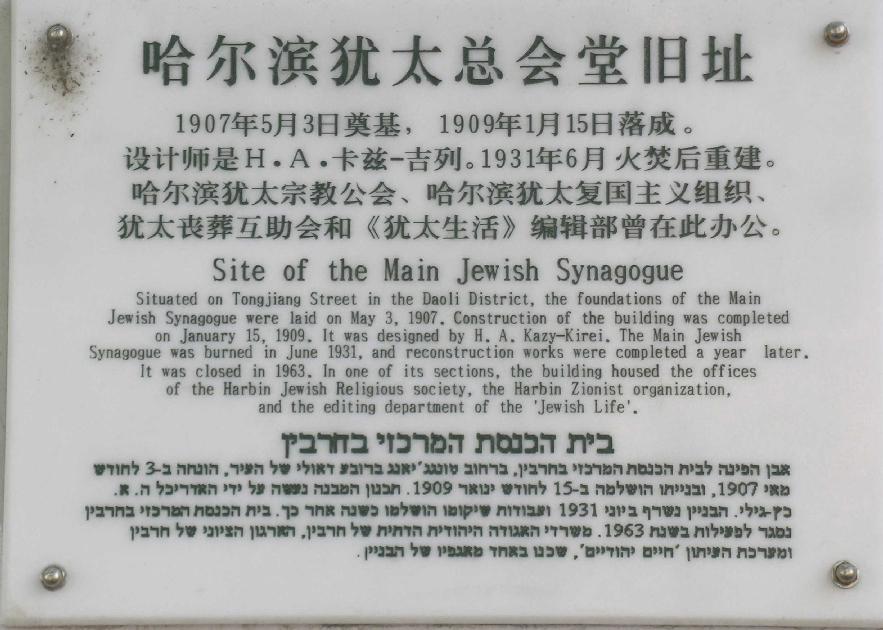 哈尔滨犹太总会堂旧址
1907年5月3日奠基， 1909年1月15日落成。
设计师是H·A·卡兹-吉列。1931年6月 火焚后重建。
哈尔滨犹太宗教公会、哈尔滨犹太复国主义组织、
犹太丧葬互助会和《犹太生活》编辑部曾在此办公。
Site of the Main Jewish Synagogue
Situated on Tongjiang Street in the Daoli District, the foundations of the Main
Jewish Synagogue were laid on May 3, 1907. Construction of the building was completed
on January 15, 1909. It was designed by H. A. Kazy-Kirei. The Main Jewish
Synagogue was burned in June 1931, and reconstruction works were completed a year later.
It was closed in 1963. In one of its sections, the building housed the offices
of the Harbin Jewish Religious society, the Harbin Zionist organization,
and the editing department of the 'Jewish Life'.
בית הכנסת המרכזי בחרבין
אבן הפינה לבית הכנסת המרכזי בחרבין, ברחוב טונגג'יאנג ברובע דאולי של העיר, הונחה ב-3 לחודש
מאי 1907, ובנייתו הושלמה ב-15 לחודש ינואר 1909. תכנון המבנה נעשה על ידי האדריכל ה. א.
כץ-גילי. הבניין נשרף ביוני 1931 ועבודות שיקומו הושלמו כשנה אחר כך. בית הכנסת המרכזי בחרבין
נסגר לפעילות בשנת 1963. משרדי האגודה היהודית הדתית של חרבין, הארגון הציוני של חרבין
ומערכת העיתון 'חיים יהודיים', שכנו באחד מאגפיו של הבניין.